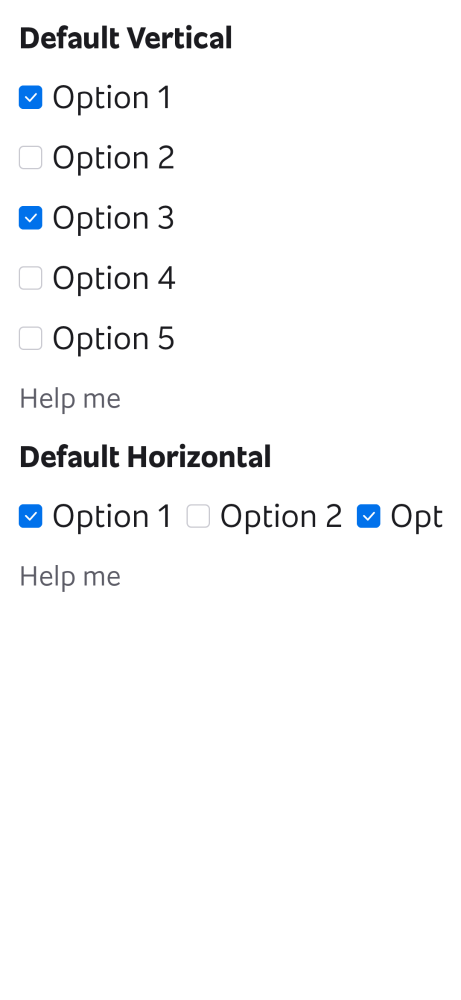 Default Vertical
Option 1
Option 2
Option 3
Option 4
Option 5
Help me
Default Horizontal
Option 1 Option 2 Opt
Help me